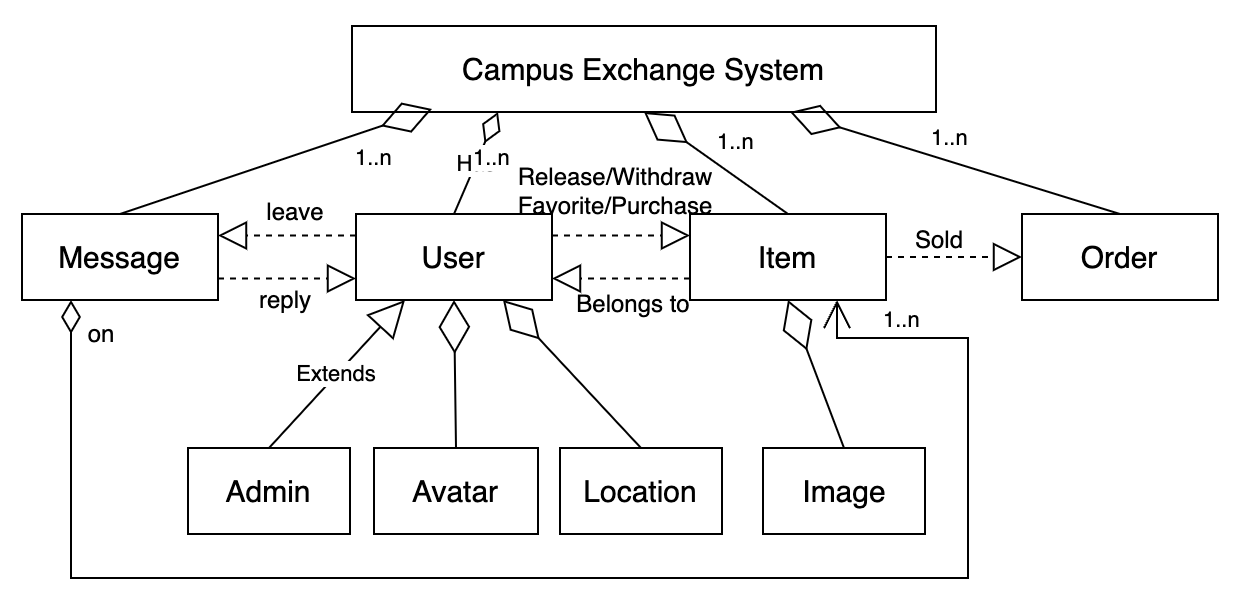 Campus Exchange System
1..n
1..n
1..n
1..n
Release/Withdraw
Favorite/Purchase
leave
Message
User
Item
Sold
Order
reply
Belongs to
on
1..n
Extends
Admin
Avatar
Location
Image